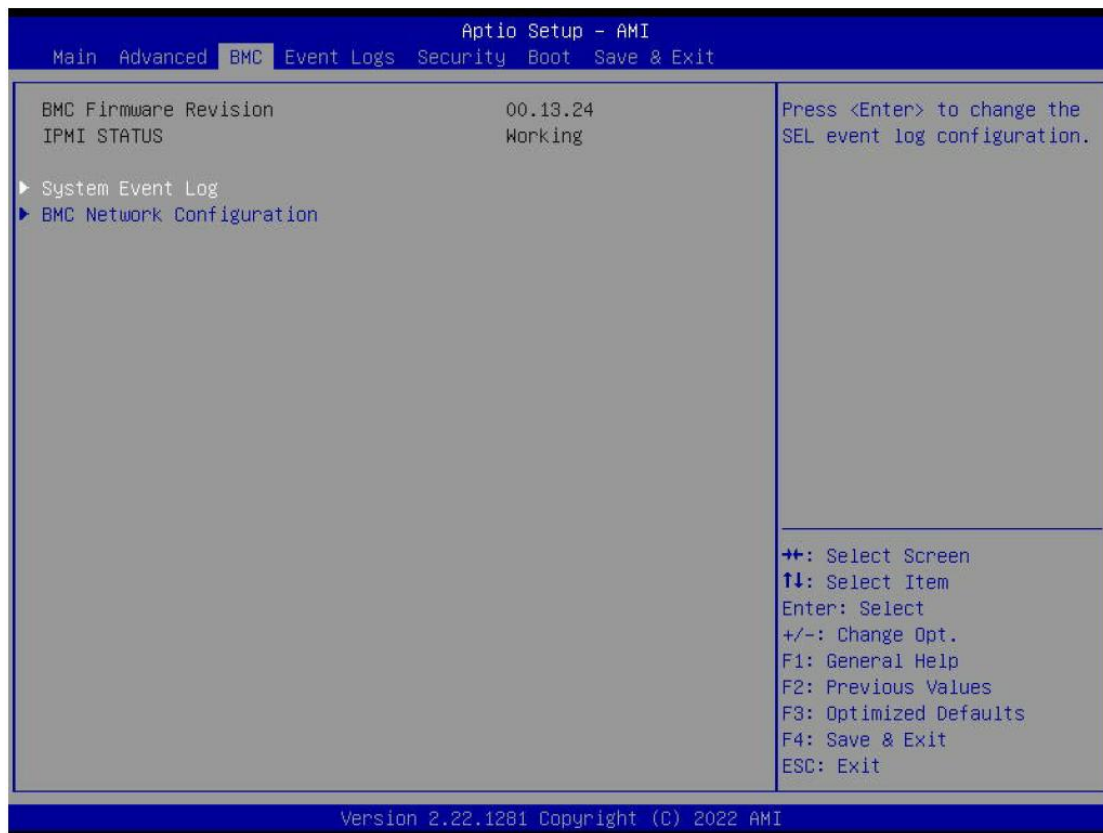 Aptio Setup – AMI
Main Advanced BMC Event Logs Security Boot Save & Exit
BMC Firmware Revision 00.13.24
IPMI STATUS Working
System Event Log
BMC Network Configuration
Press <Enter> to change the
SEL event log configuration.
→←: Select Screen
↑↓: Select Item
Enter: Select
+/-: Change Opt.
F1: General Help
F2: Previous Values
F3: Optimized Defaults
F4: Save & Exit
ESC: Exit
Version 2.22.1281 Copyright (C) 2022 AMI